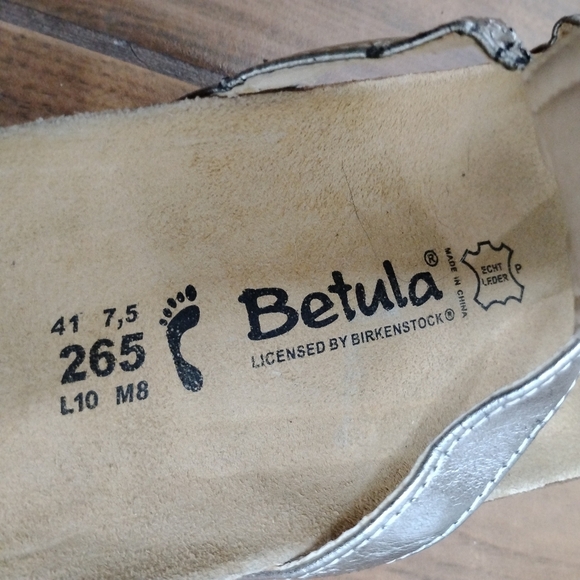 41 7,5
265
L10 M8
Betula®
LICENSED BY BIRKENSTOCK®
MADE IN CHINA
ECHT
LEDER
P